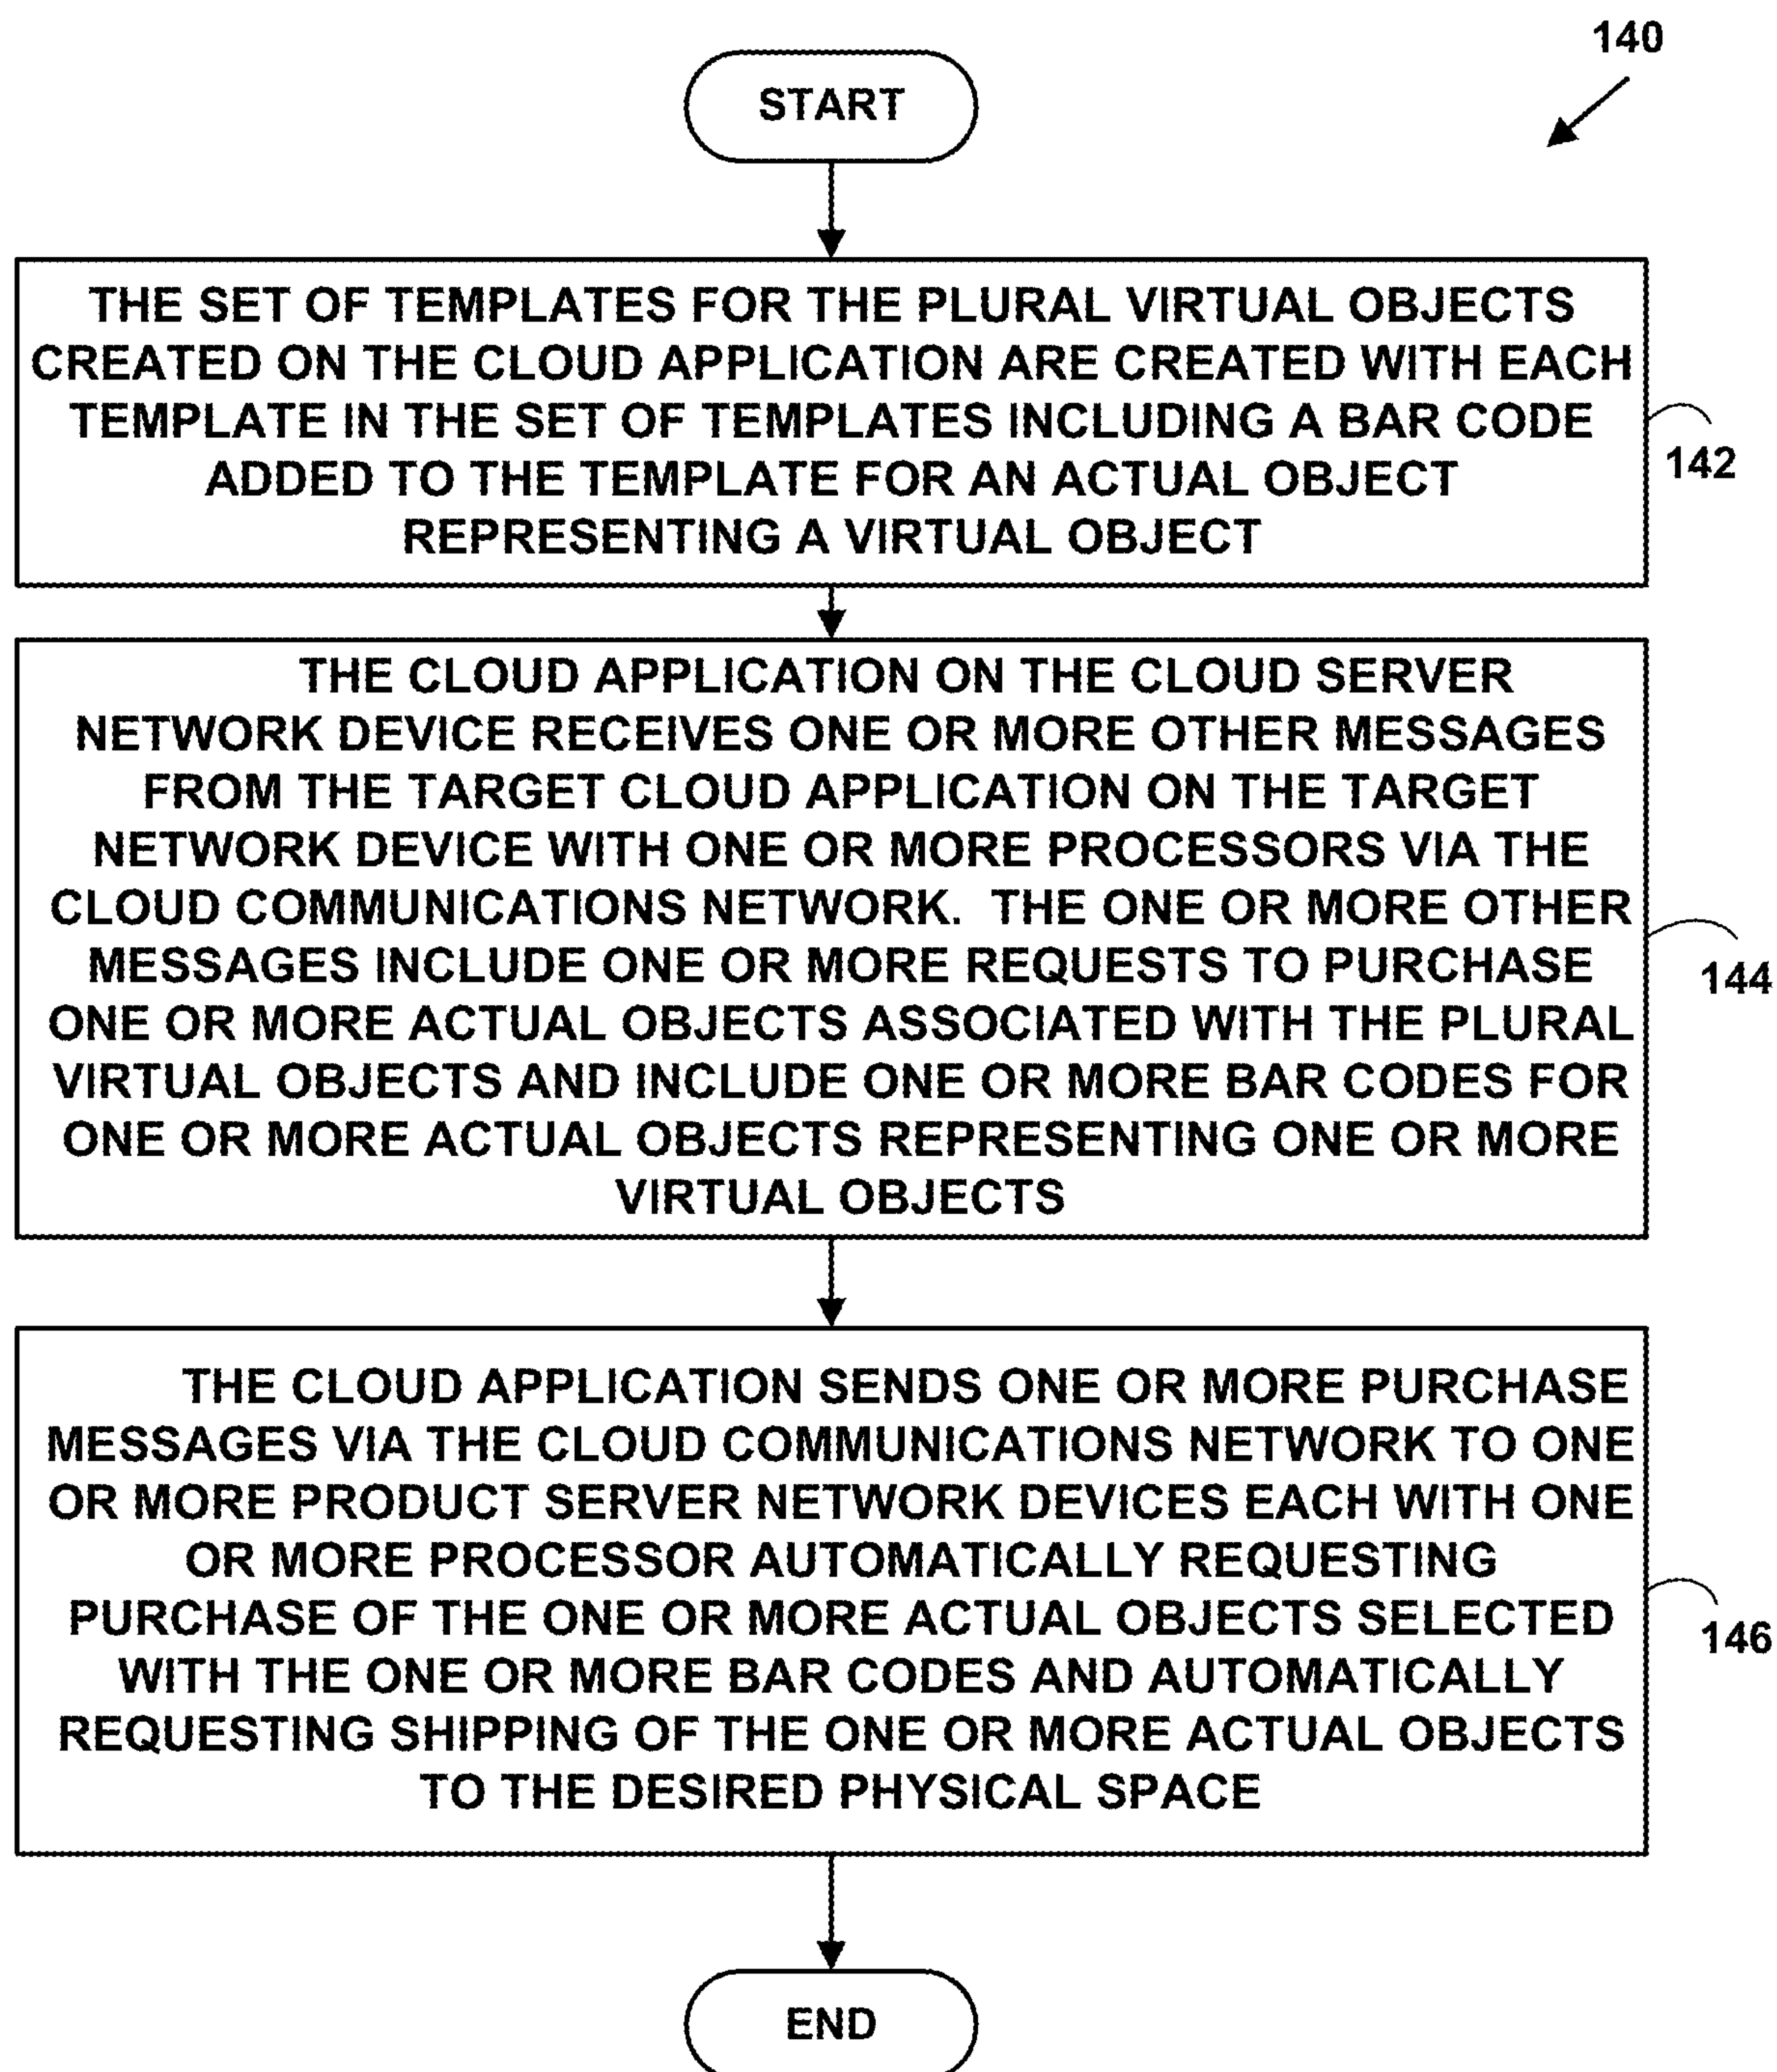 140
START
THE SET OF TEMPLATES FOR THE PLURAL VIRTUAL OBJECTS
CREATED ON THE CLOUD APPLICATION ARE CREATED WITH EACH
TEMPLATE IN THE SET OF TEMPLATES INCLUDING A BAR CODE
ADDED TO THE TEMPLATE FOR AN ACTUAL OBJECT
REPRESENTING A VIRTUAL OBJECT
142
THE CLOUD APPLICATION ON THE CLOUD SERVER
NETWORK DEVICE RECEIVES ONE OR MORE OTHER MESSAGES
FROM THE TARGET CLOUD APPLICATION ON THE TARGET
NETWORK DEVICE WITH ONE OR MORE PROCESSORS VIA THE
CLOUD COMMUNICATIONS NETWORK.  THE ONE OR MORE OTHER
MESSAGES INCLUDE ONE OR MORE REQUESTS TO PURCHASE
ONE OR MORE ACTUAL OBJECTS ASSOCIATED WITH THE PLURAL
VIRTUAL OBJECTS AND INCLUDE ONE OR MORE BAR CODES FOR
ONE OR MORE ACTUAL OBJECTS REPRESENTING ONE OR MORE
VIRTUAL OBJECTS
144
THE CLOUD APPLICATION SENDS ONE OR MORE PURCHASE
MESSAGES VIA THE CLOUD COMMUNICATIONS NETWORK TO ONE
OR MORE PRODUCT SERVER NETWORK DEVICES EACH WITH ONE
OR MORE PROCESSOR AUTOMATICALLY REQUESTING
PURCHASE OF THE ONE OR MORE ACTUAL OBJECTS SELECTED
WITH THE ONE OR MORE BAR CODES AND AUTOMATICALLY
REQUESTING SHIPPING OF THE ONE OR MORE ACTUAL OBJECTS
TO THE DESIRED PHYSICAL SPACE
146
END